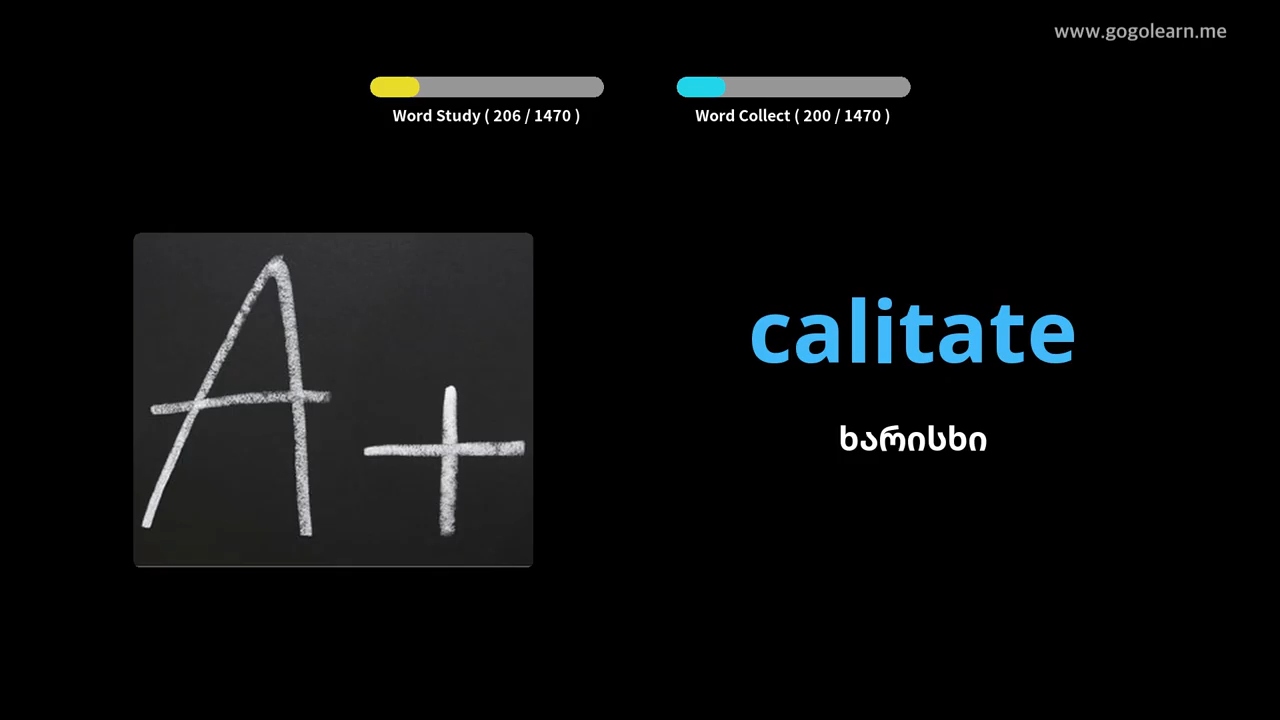 www.gogolearn.me
Word Study ( 206 / 1470 )
Word Collect ( 200 / 1470 )
A+
calitate
ხარისხი